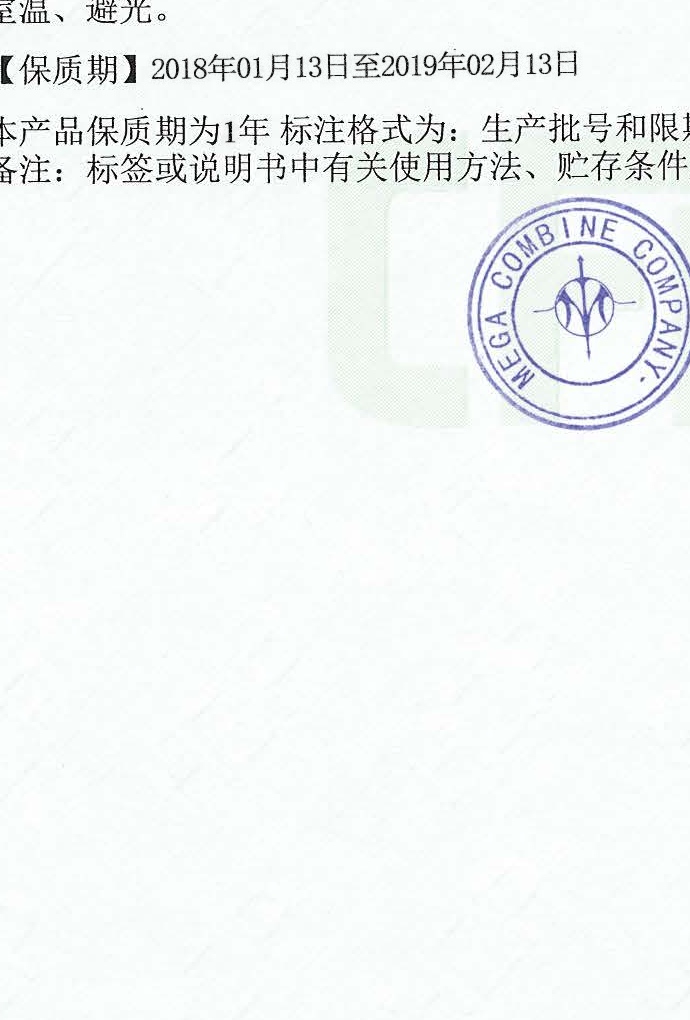 室温、避光。
【保质期】2018年01月13日至2019年02月13日
本产品保质期为1年 标注格式为：生产批号和限期
备注：标签或说明书中有关使用方法、贮存条件
MEGA COMBINE COMPANY.